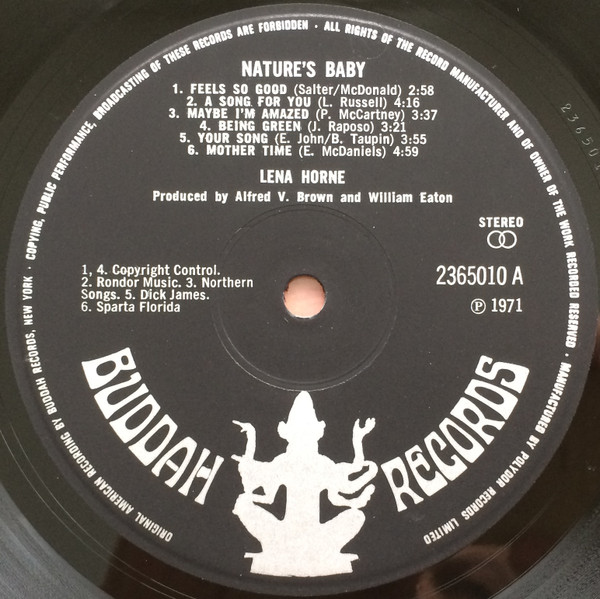 · ALL RIGHTS OF THE RECORD MANUFACTURER AND OF OWNER OF THE WORK RECORDED RESERVED · MANUFACTURED BY POLYDOR RECORDS LIMITED
ORIGINAL AMERICAN RECORDING BY BUDDAH RECORDS, NEW YORK · COPYING, PUBLIC PERFORMANCE, BROADCASTING OF THESE RECORDS ARE FORBIDDEN
NATURE'S BABY
1. FEELS SO GOOD (Salter/McDonald) 2:58
2. A SONG FOR YOU (L. Russell) 4:16
3. MAYBE I'M AMAZED (P. McCartney) 3:37
4. BEING GREEN (J. Raposo) 3:21
5. YOUR SONG (E. John/B. Taupin) 3:55
6. MOTHER TIME (E. McDaniels) 4:59
LENA HORNE
Produced by Alfred V. Brown and William Eaton
STEREO
2365010 A
℗ 1971
1, 4. Copyright Control.
2. Rondor Music. 3. Northern
Songs. 5. Dick James.
6. Sparta Florida
BUDDAH RECORDS